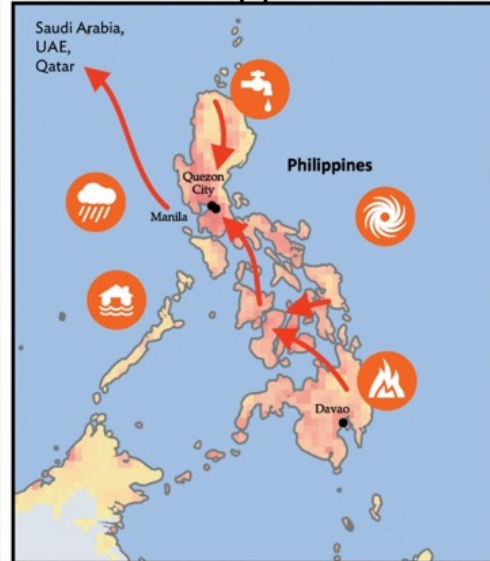 Saudi Arabia,
UAE,
Qatar
Philippines
Quezon
City
Manila
Davao